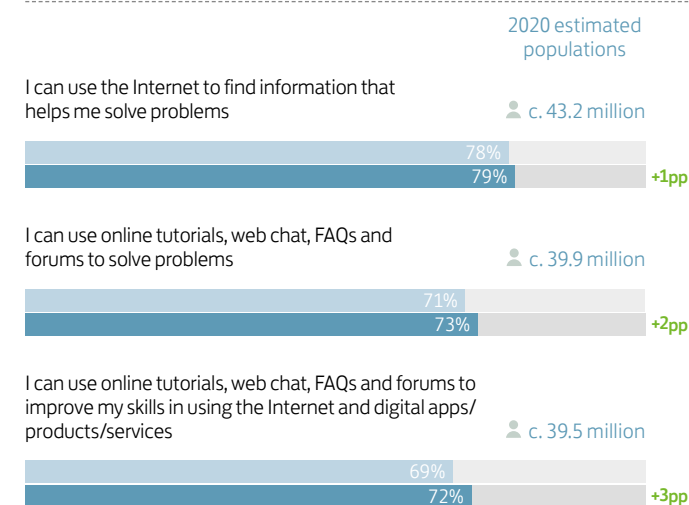 2020 estimated
populations
I can use the Internet to find information that
helps me solve problems
c. 43.2 million
78%
79%
+1pp
I can use online tutorials, web chat, FAQs and
forums to solve problems
c. 39.9 million
71%
73%
+2pp
I can use online tutorials, web chat, FAQs and forums to
improve my skills in using the Internet and digital apps/
products/services
c. 39.5 million
69%
72%
+3pp